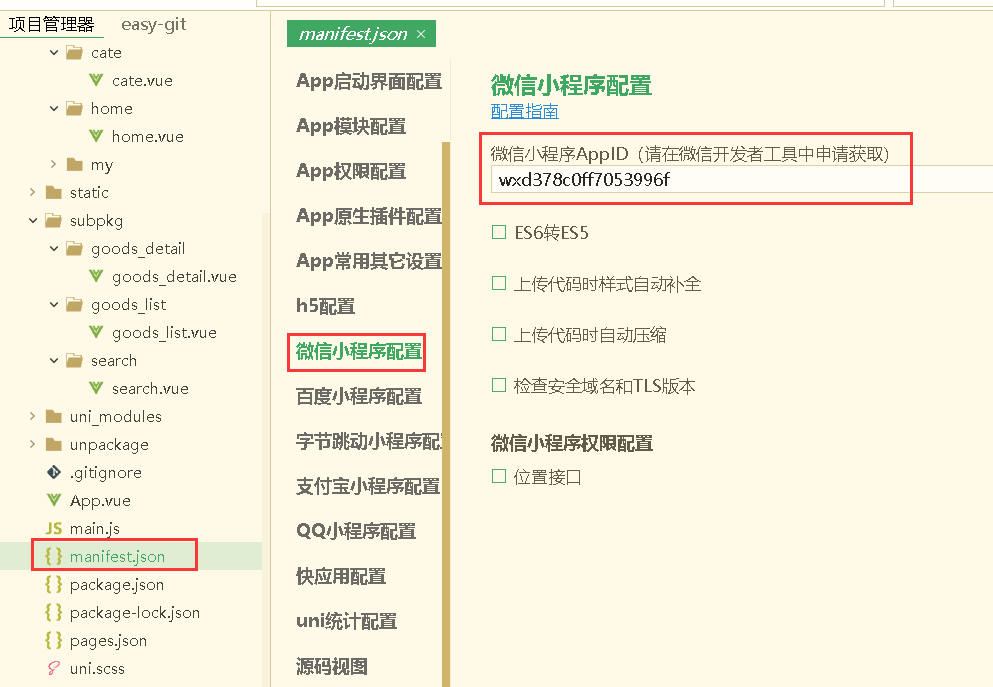 项目管理器
easy-git
cate
cate.vue
home
home.vue
my
static
subpkg
goods_detail
goods_detail.vue
goods_list
goods_list.vue
search
search.vue
uni_modules
unpackage
.gitignore
App.vue
JS main.js
{ } manifest.json
{ } package.json
{ } package-lock.json
{ } pages.json
uni.scss
manifest.json ×
App启动界面配置
App模块配置
App权限配置
App原生插件配置
App常用其它设置
h5配置
微信小程序配置
百度小程序配置
字节跳动小程序配
支付宝小程序配置
QQ小程序配置
快应用配置
uni统计配置
源码视图
微信小程序配置
配置指南
微信小程序AppID（请在微信开发者工具中申请获取）
wxd378c0ff7053996f
ES6转ES5
上传代码时样式自动补全
上传代码时自动压缩
检查安全域名和TLS版本
微信小程序权限配置
位置接口